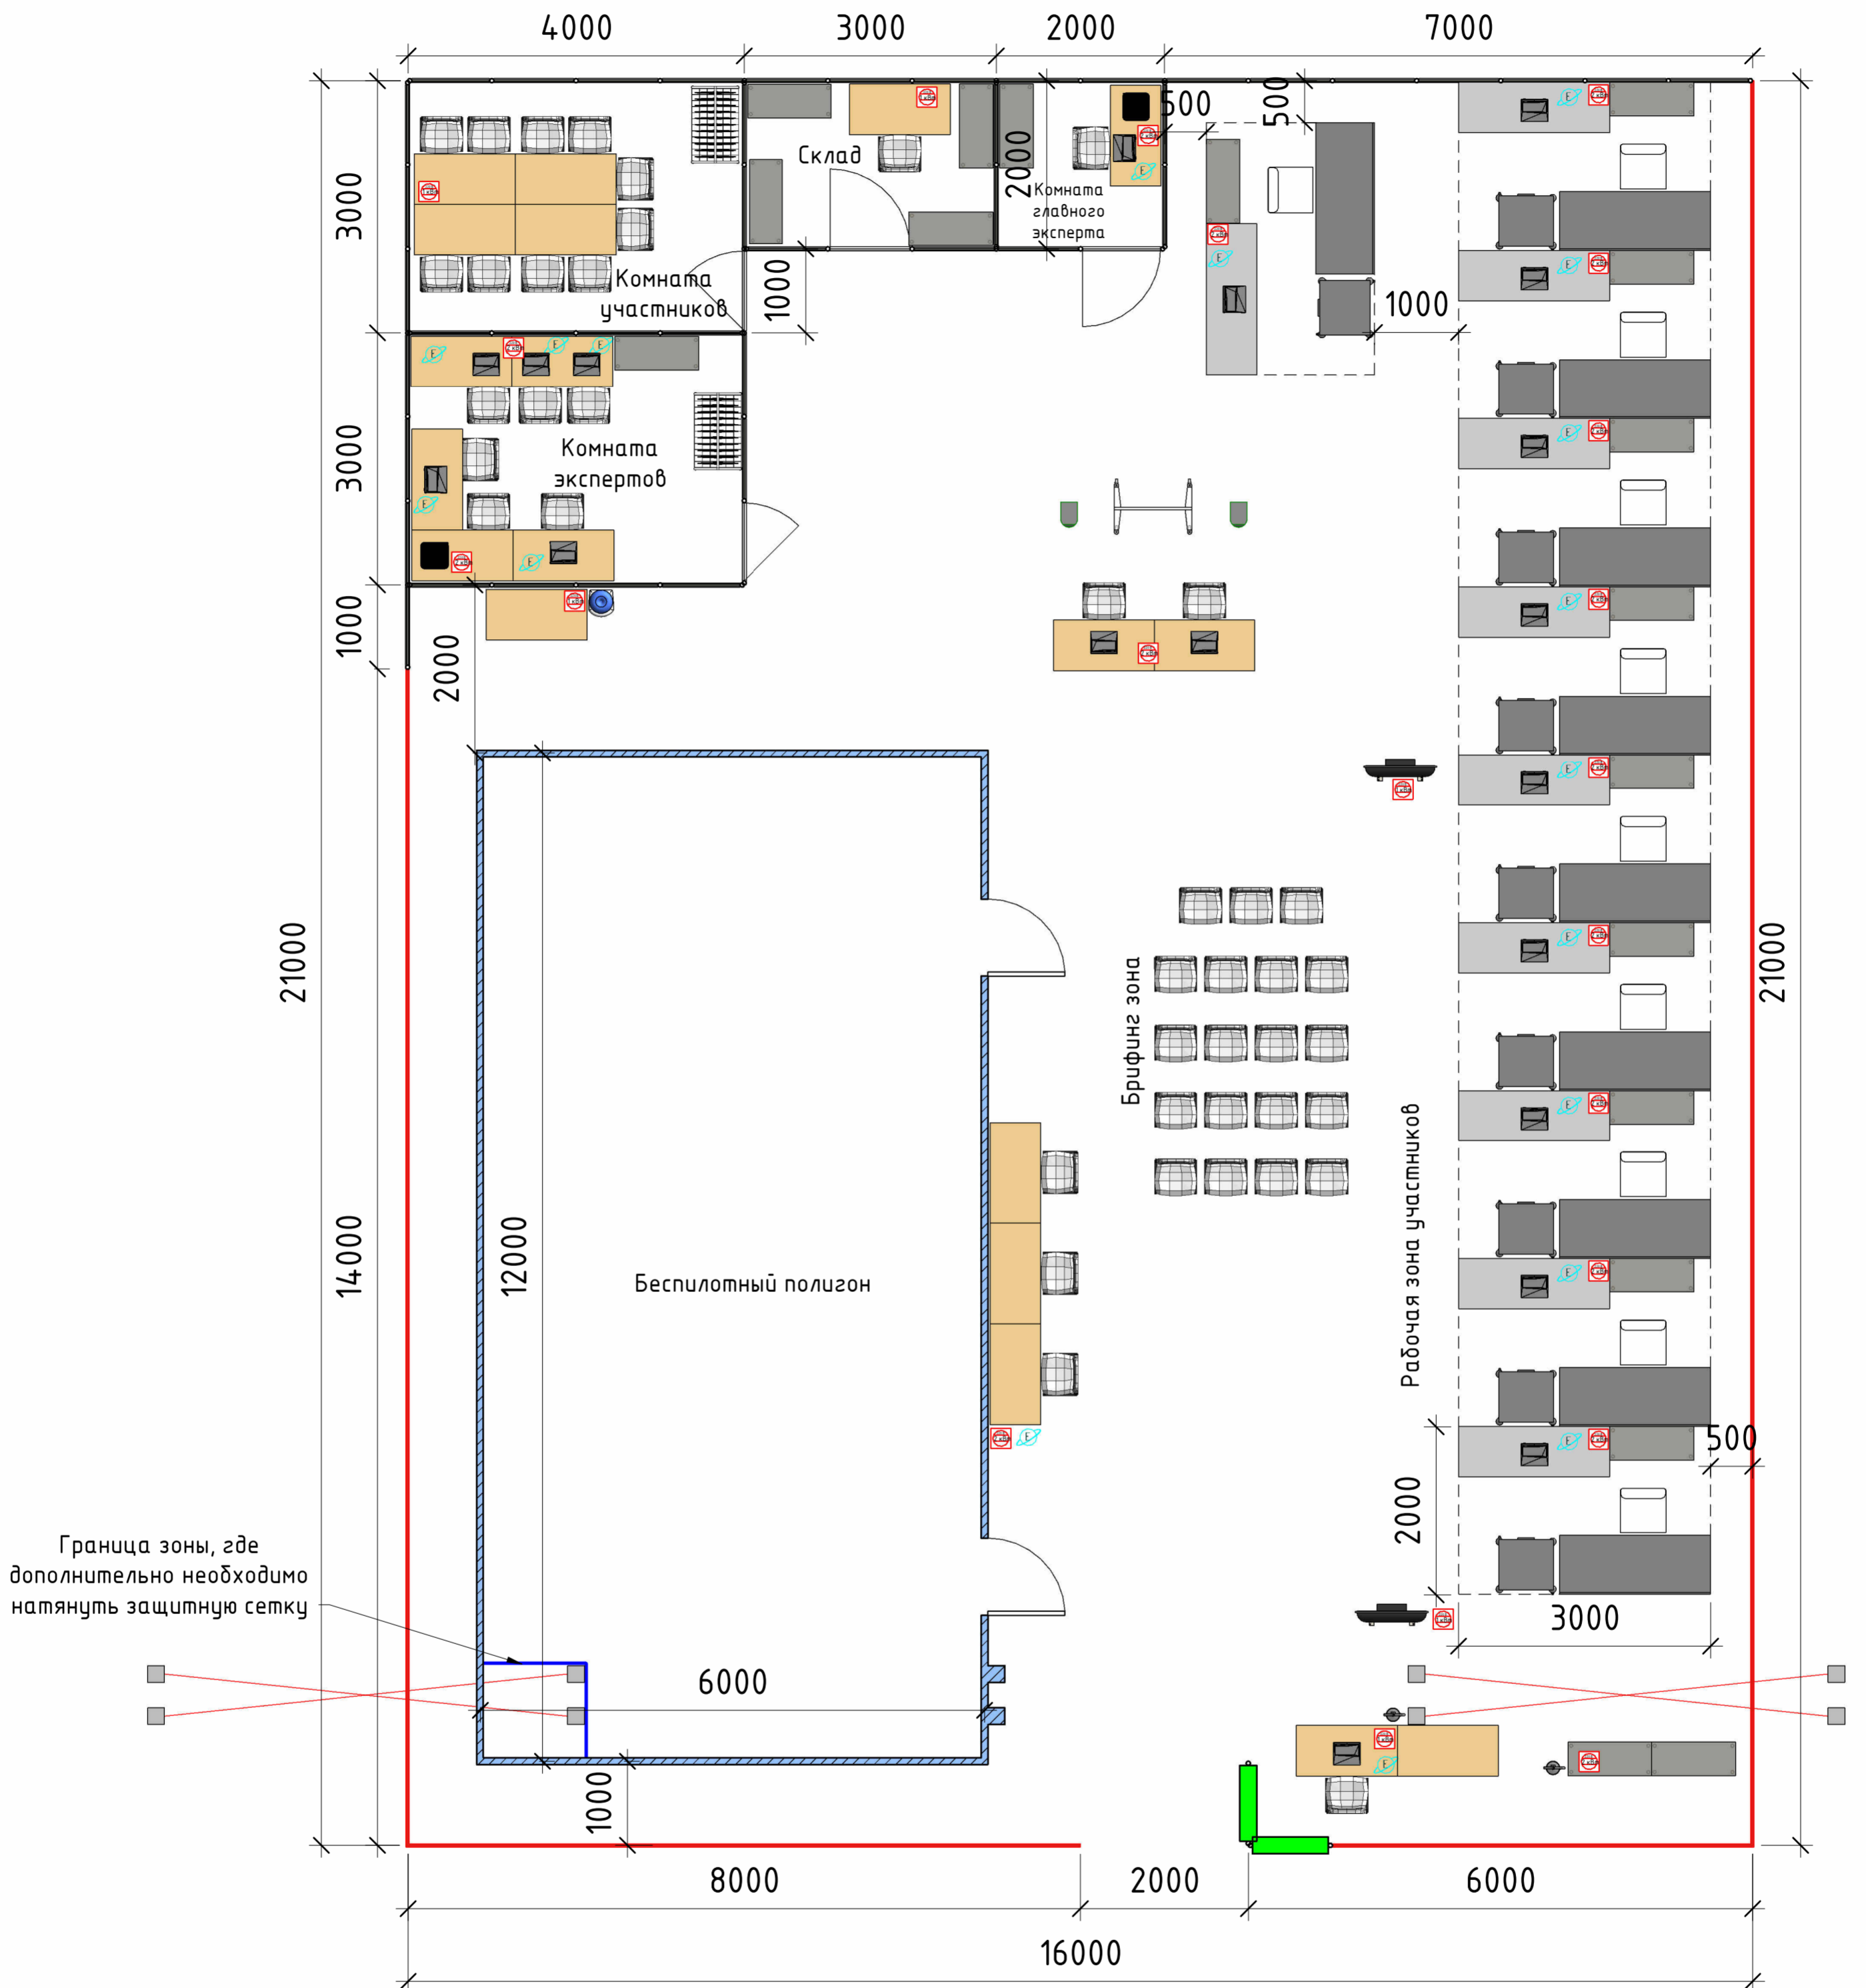 4000
3000
2000
7000
500
500
Склад
2000
3000
Комната
главного
эксперта
Комната
участников
1000
1000
3000
Комната
экспертов
1000
2000
21000
21000
Брифинг зона
Рабочая зона участников
14000
12000
Беспилотный полигон
500
2000
Граница зоны, где
дополнительно необходимо
натянуть защитную сетку
3000
6000
1000
8000
2000
6000
16000